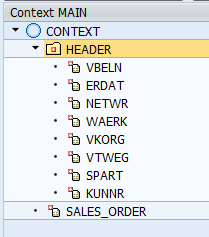 Context MAIN
CONTEXT
HEADER
VBELN
ERDAT
NETWR
WAERK
VKORG
VTWEG
SPART
KUNNR
SALES_ORDER